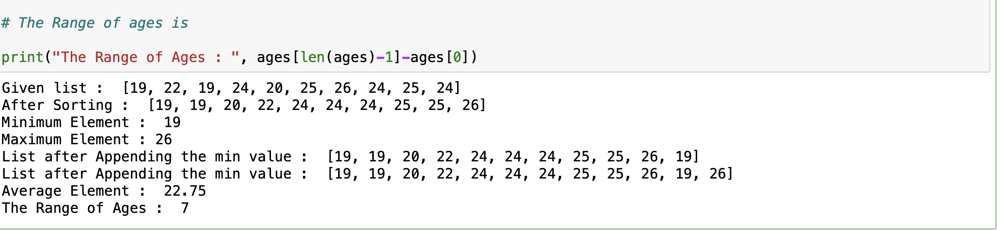 # The Range of ages is
print("The Range of Ages : ", ages[len(ages)-1]-ages[0])
Given list :  [19, 22, 19, 24, 20, 25, 26, 24, 25, 24]
After Sorting :  [19, 19, 20, 22, 24, 24, 24, 25, 25, 26]
Minimum Element :  19
Maximum Element : 26
List after Appending the min value :  [19, 19, 20, 22, 24, 24, 24, 25, 25, 26, 19]
List after Appending the min value :  [19, 19, 20, 22, 24, 24, 24, 25, 25, 26, 19, 26]
Average Element :  22.75
The Range of Ages :  7